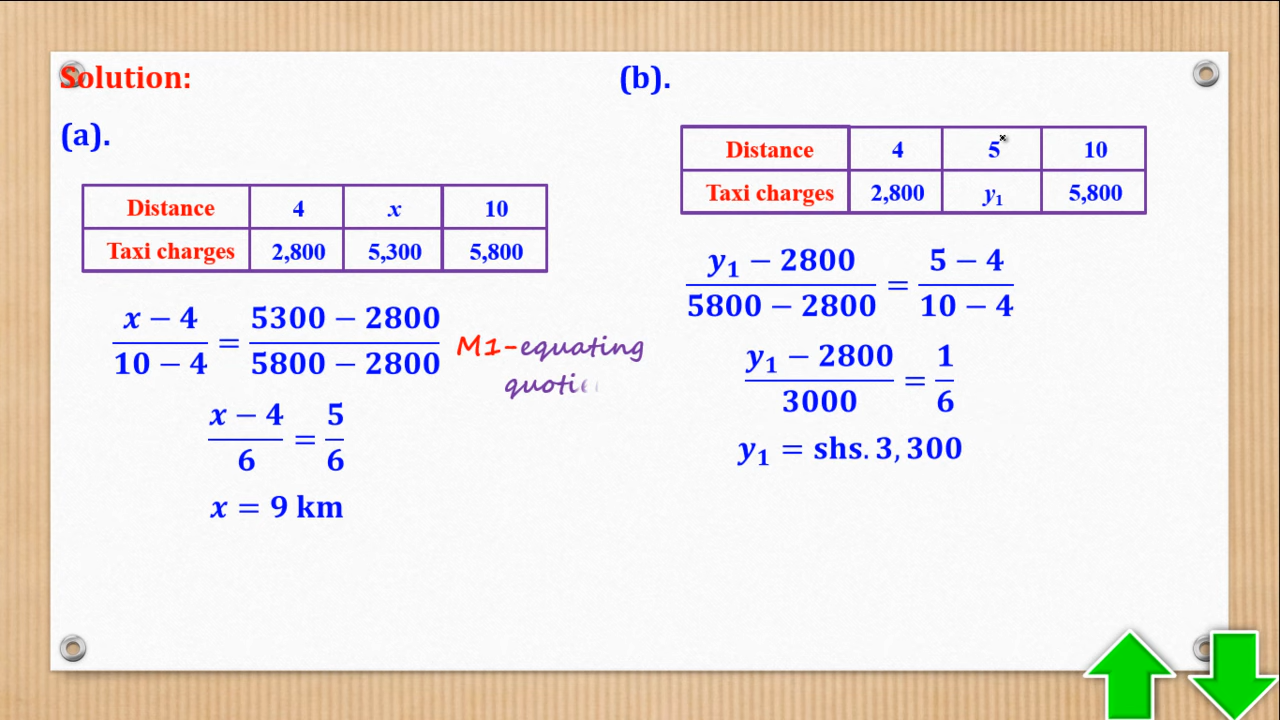 Solution:
(a).
Distance 4 x 10
Taxi charges 2,800 5,300 5,800
x − 4 / 10 − 4 = 5300 − 2800 / 5800 − 2800
M1-equating
x − 4 / 6 = 5 / 6
x = 9 km
(b).
Distance 4 5 10
Taxi charges 2,800 y₁ 5,800
y₁ − 2800 / 5800 − 2800 = 5 − 4 / 10 − 4
y₁ − 2800 / 3000 = 1 / 6
y₁ = shs. 3, 300